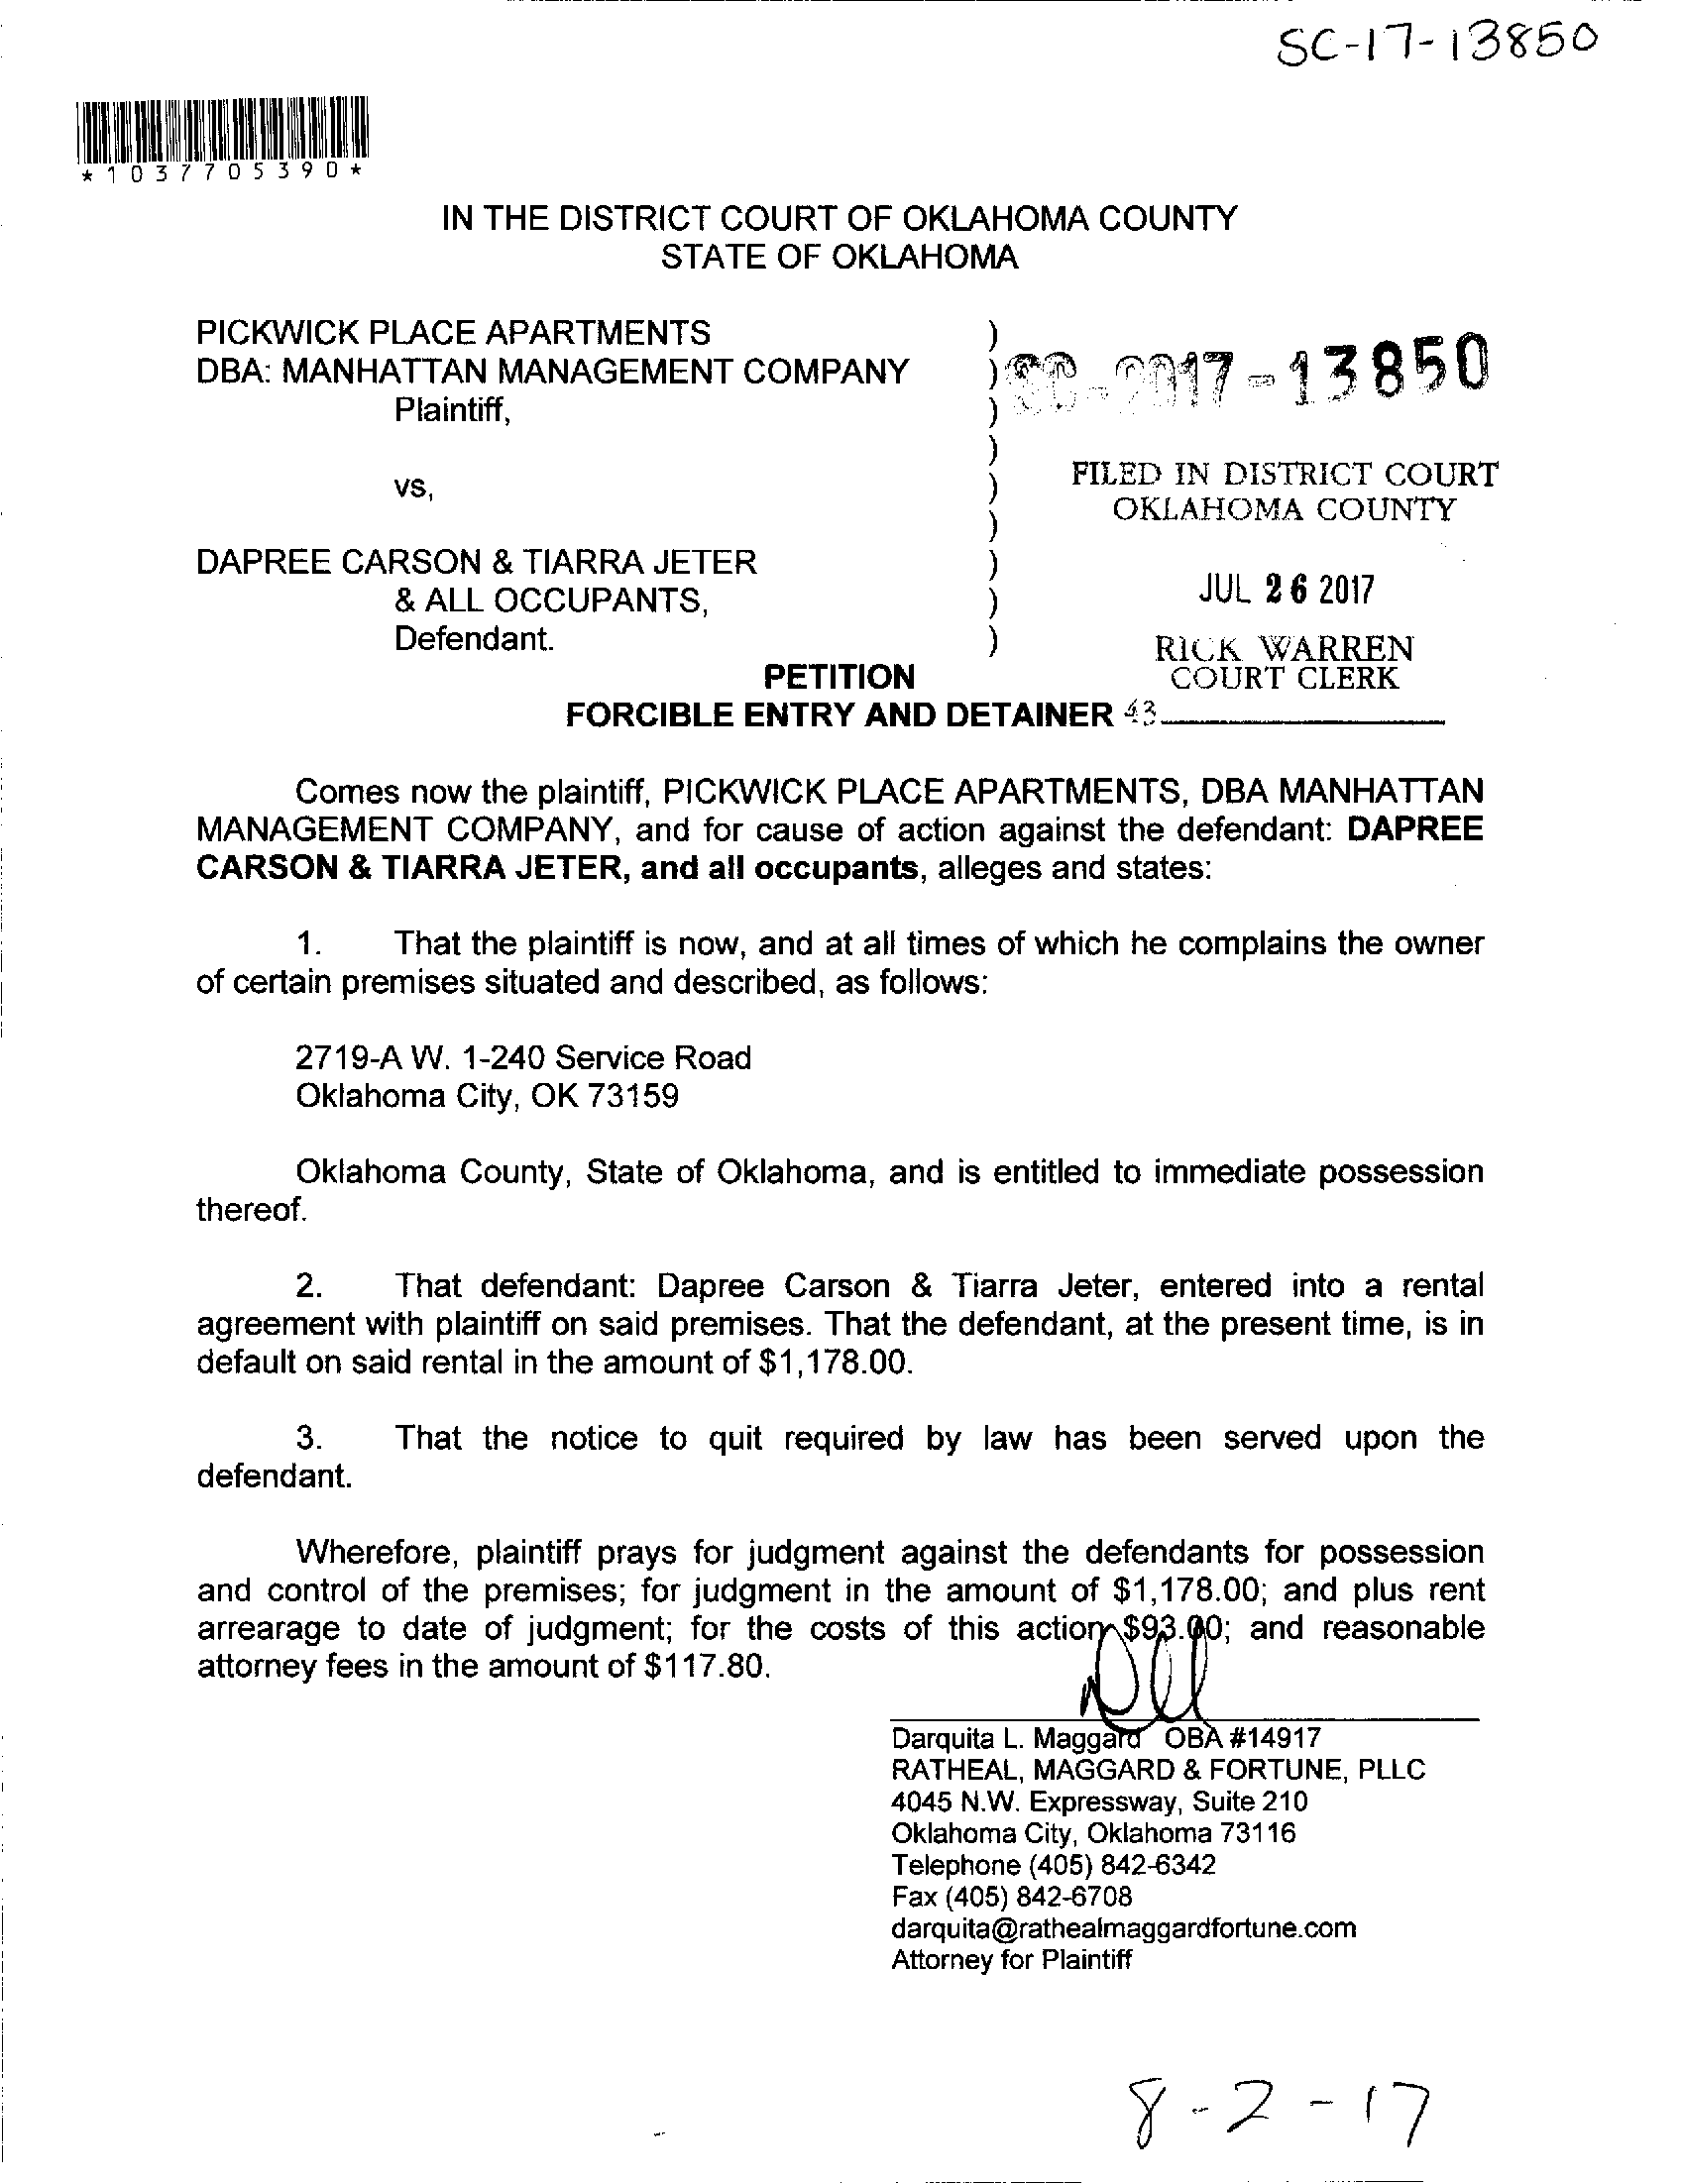 SC-17-13850
*1037705390*
IN THE DISTRICT COURT OF OKLAHOMA COUNTY
STATE OF OKLAHOMA
PICKWICK PLACE APARTMENTS )
DBA: MANHATTAN MANAGEMENT COMPANY ) SC-2017-13850
Plaintiff, )
)
vs, ) FILED IN DISTRICT COURT
) OKLAHOMA COUNTY
DAPREE CARSON & TIARRA JETER )
& ALL OCCUPANTS, ) JUL 26 2017
Defendant. ) RICK WARREN
PETITION COURT CLERK
FORCIBLE ENTRY AND DETAINER 43
Comes now the plaintiff, PICKWICK PLACE APARTMENTS, DBA MANHATTAN
MANAGEMENT COMPANY, and for cause of action against the defendant: DAPREE
CARSON & TIARRA JETER, and all occupants, alleges and states:
1. That the plaintiff is now, and at all times of which he complains the owner
of certain premises situated and described, as follows:
2719-A W. 1-240 Service Road
Oklahoma City, OK 73159
Oklahoma County, State of Oklahoma, and is entitled to immediate possession
thereof.
2. That defendant: Dapree Carson & Tiarra Jeter, entered into a rental
agreement with plaintiff on said premises. That the defendant, at the present time, is in
default on said rental in the amount of $1,178.00.
3. That the notice to quit required by law has been served upon the
defendant.
Wherefore, plaintiff prays for judgment against the defendants for possession
and control of the premises; for judgment in the amount of $1,178.00; and plus rent
arrearage to date of judgment; for the costs of this action $93.00; and reasonable
attorney fees in the amount of $117.80.
Darquita L. Maggard OBA #14917
RATHEAL, MAGGARD & FORTUNE, PLLC
4045 N.W. Expressway, Suite 210
Oklahoma City, Oklahoma 73116
Telephone (405) 842-6342
Fax (405) 842-6708
darquita@rathealmaggardfortune.com
Attorney for Plaintiff
8-2-17